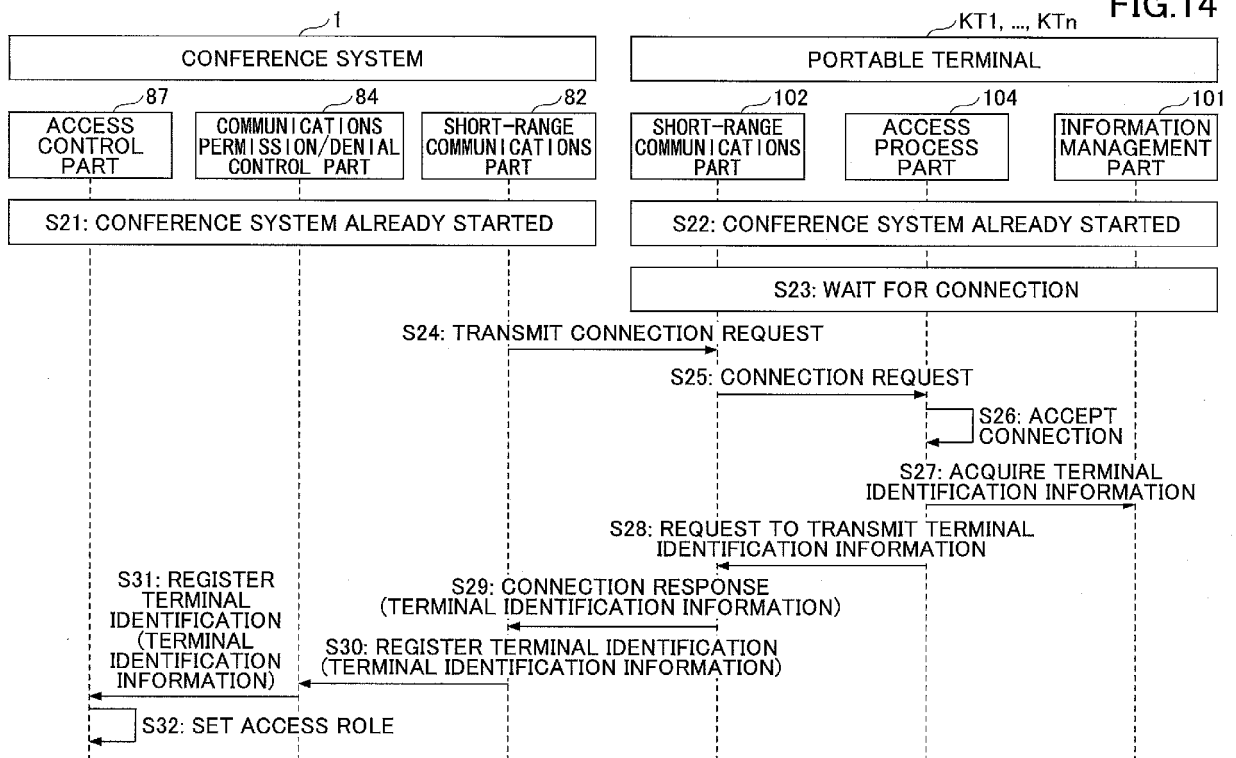 FIG.14
1
KT1, ..., KTn
CONFERENCE SYSTEM
PORTABLE TERMINAL
87
84
82
102
104
101
ACCESS
CONTROL
PART
COMMUNICATIONS
PERMISSION/DENIAL
CONTROL PART
SHORT-RANGE
COMMUNICATIONS
PART
SHORT-RANGE
COMMUNICATIONS
PART
ACCESS
PROCESS
PART
INFORMATION
MANAGEMENT
PART
S21: CONFERENCE SYSTEM ALREADY STARTED
S22: CONFERENCE SYSTEM ALREADY STARTED
S23: WAIT FOR CONNECTION
S24: TRANSMIT CONNECTION REQUEST
S25: CONNECTION REQUEST
S26: ACCEPT
CONNECTION
S27: ACQUIRE TERMINAL
IDENTIFICATION INFORMATION
S28: REQUEST TO TRANSMIT TERMINAL
IDENTIFICATION INFORMATION
S29: CONNECTION RESPONSE
(TERMINAL IDENTIFICATION INFORMATION)
S30: REGISTER TERMINAL IDENTIFICATION
(TERMINAL IDENTIFICATION INFORMATION)
S31: REGISTER
TERMINAL
IDENTIFICATION
(TERMINAL
IDENTIFICATION
INFORMATION)
S32: SET ACCESS ROLE